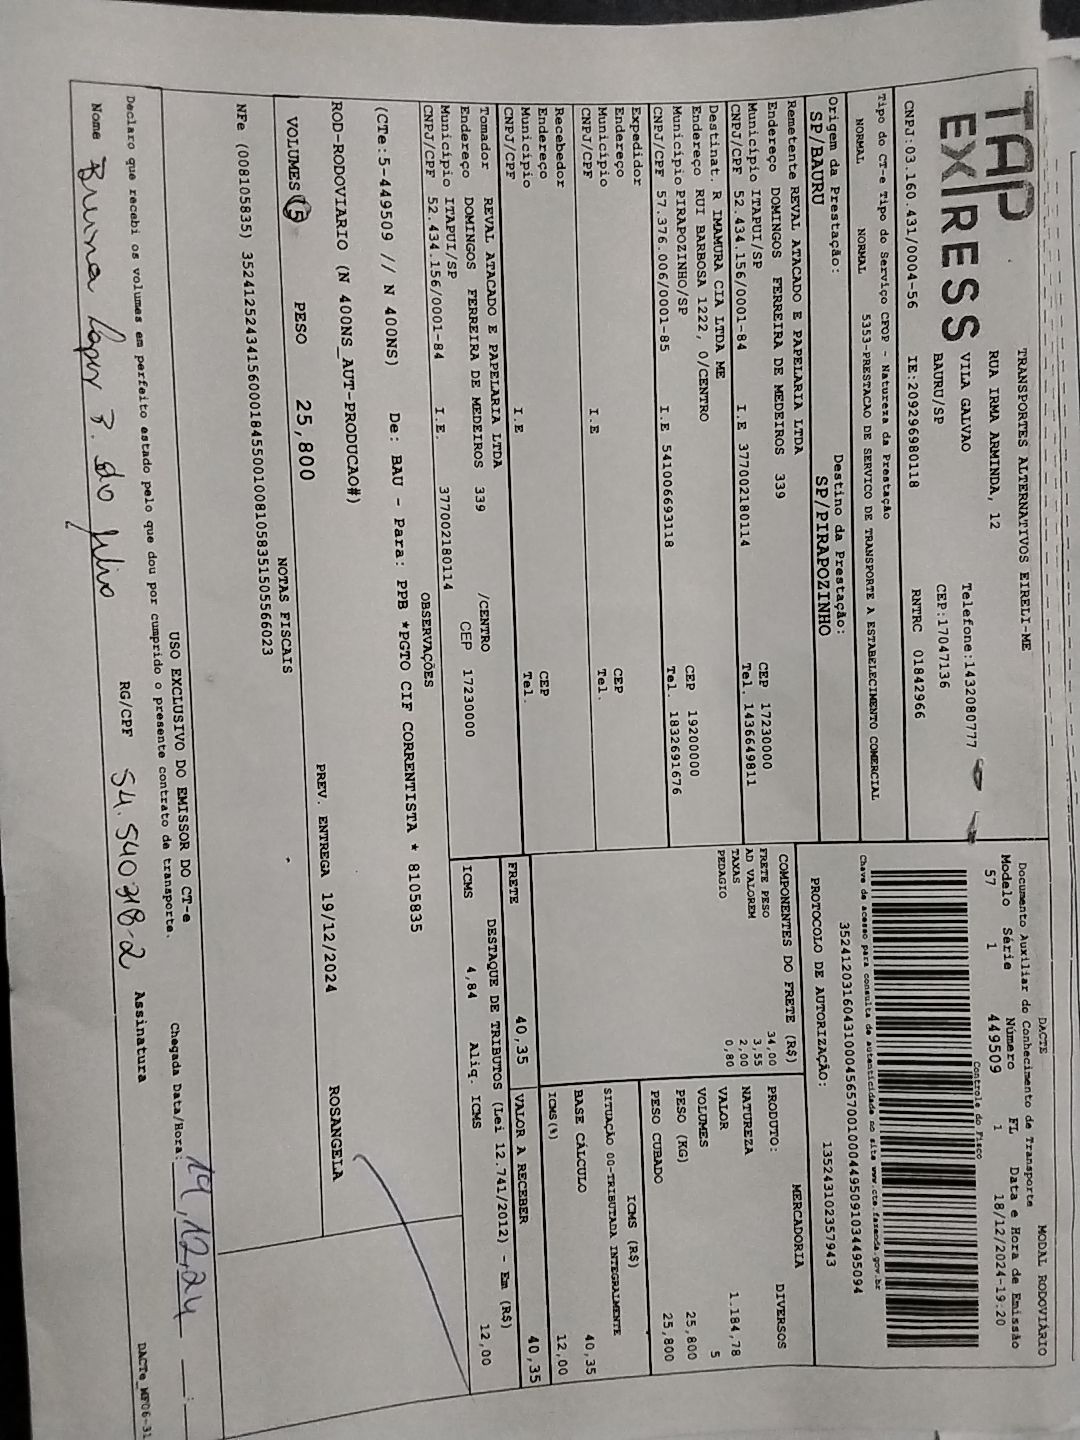 TAP
EXPRESS
TRANSPORTES ALTERNATIVOS EIRELI-ME
RUA IRMA ARMINDA, 12
VILA GALVAO Telefone:1432080777
BAURU/SP CEP:17047136
CNPJ:03.160.431/0004-56 IE:209296980118 RNTRC 01842966
DACTE MODAL RODOVIÁRIO
Documento Auxiliar do Conhecimento de Transporte
Modelo Série Número FL Data e Hora de Emissão
57 1 449509 1 18/12/2024-19:20
Controle do Fisco
Chave de acesso para consulta de autenticidade no site www.cte.fazenda.gov.br
35241203160431000456570010004495091034495094
PROTOCOLO DE AUTORIZAÇÃO: 135243102357943
Tipo do CT-e Tipo do Serviço CFOP - Natureza da Prestação
NORMAL NORMAL 5353-PRESTACAO DE SERVICO DE TRANSPORTE A ESTABELECIMENTO COMERCIAL
Origem da Prestação: Destino da Prestação:
SP/BAURU SP/PIRAPOZINHO
Remetente REVAL ATACADO E PAPELARIA LTDA
Endereço DOMINGOS FERREIRA DE MEDEIROS 339
Município ITAPUI/SP CEP 17230000
CNPJ/CPF 52.434.156/0001-84 I.E 377002180114 Tel. 1436649811
Destinat. R IMAMURA CIA LTDA ME
Endereço RUI BARBOSA 1222, 0/CENTRO
Município PIRAPOZINHO/SP CEP 19200000
CNPJ/CPF 57.376.006/0001-85 I.E 541006693118 Tel. 1832691676
Expedidor
Endereço
Município CEP
CNPJ/CPF I.E Tel.
Recebedor
Endereço
Município CEP
CNPJ/CPF I.E Tel.
Tomador REVAL ATACADO E PAPELARIA LTDA
Endereço DOMINGOS FERREIRA DE MEDEIROS 339 /CENTRO
Município ITAPUI/SP CEP 17230000
CNPJ/CPF 52.434.156/0001-84 I.E. 377002180114
COMPONENTES DO FRETE (R$)
FRETE PESO 34,00
AD VALOREM 3,55
TAXAS 2,00
PEDAGIO 0,80
MERCADORIA
PRODUTO: DIVERSOS
NATUREZA
VALOR 1.184,78
VOLUMES 5
PESO (KG) 25,800
PESO CUBADO 25,800
ICMS (R$)
SITUAÇÃO 00-TRIBUTADA INTEGRALMENTE
BASE CÁLCULO 40,35
ICMS(%) 12,00
FRETE 40,35 VALOR A RECEBER 40,35
DESTAQUE DE TRIBUTOS (Lei 12.741/2012) - Em (R$)
ICMS 4,84 Aliq. ICMS 12,00
OBSERVAÇÕES
(CTe:5-449509 // N 400NS) De: BAU - Para: PPB *PGTO CIF CORRENTISTA * 8105835
ROD-RODOVIARIO (N 400NS_AUT-PRODUCAO#)
PREV. ENTREGA 19/12/2024 ROSANGELA
VOLUMES 5 PESO 25,800
NOTAS FISCAIS
NFe (008105835) 35241252434156000184550010081058351505566023
USO EXCLUSIVO DO EMISSOR DO CT-e
Declaro que recebi os volumes em perfeito estado pelo que dou por cumprido o presente contrato de transporte. Chegada Data/Hora: 19,12,24 :
Nome Bruna Lopes B. do RG/CPF 54.540318-2 Assinatura
DACTe_MF06-31